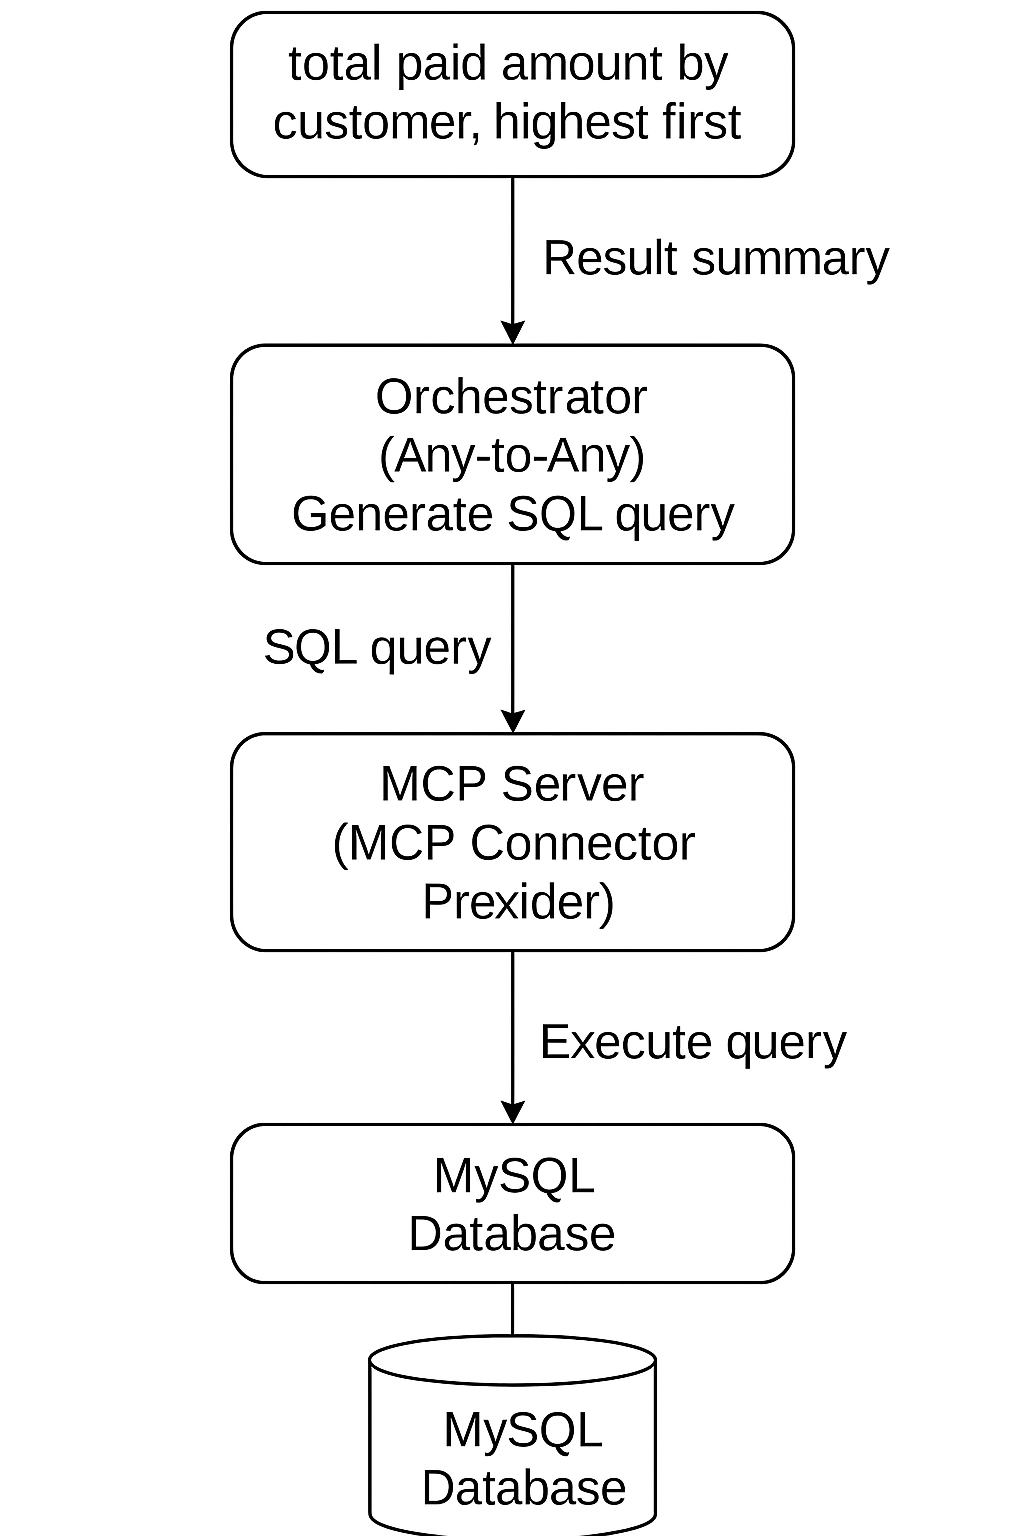 total paid amount by
customer, highest first
Result summary
Orchestrator
(Any-to-Any)
Generate SQL query
SQL query
MCP Server
(MCP Connector
Prexider)
Execute query
MySQL
Database
MySQL
Database